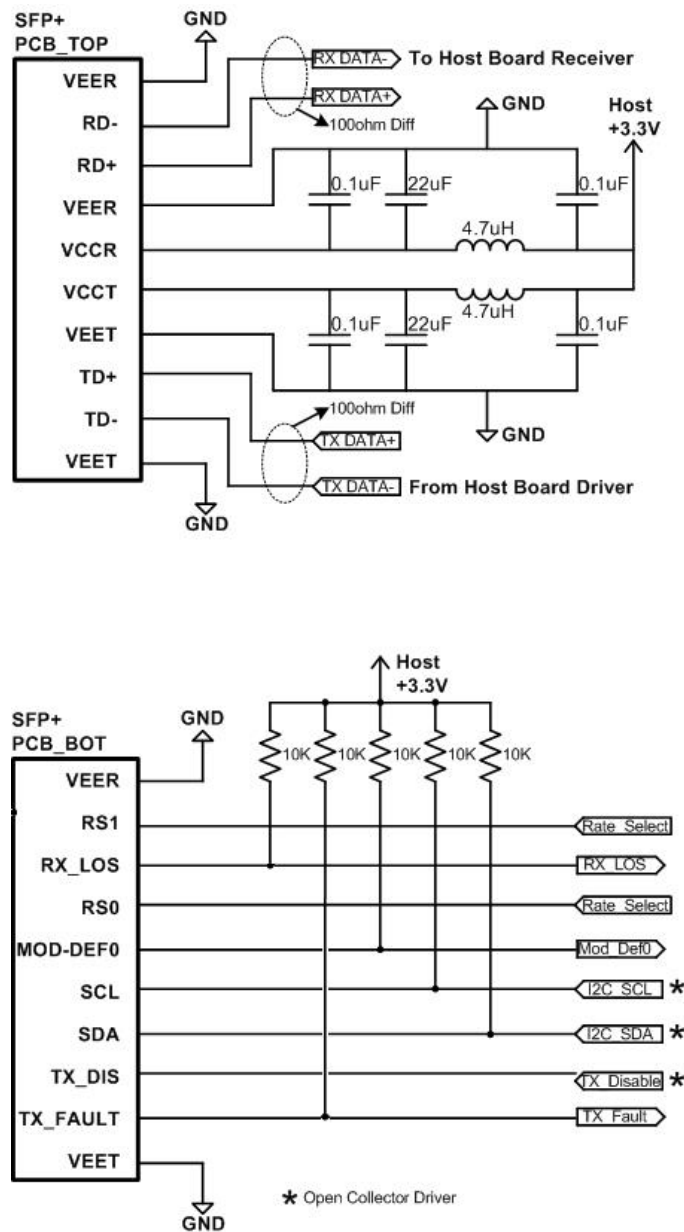 SFP+
PCB_TOP
GND
VEER
RX DATA- To Host Board Receiver
RD-
RX DATA+
100ohm Diff
GND
Host
+3.3V
RD+
VEER
0.1uF 22uF 0.1uF
4.7uH
VCCR
VCCT
4.7uH
VEET
0.1uF 22uF 0.1uF
TD+
100ohm Diff
TD-
TX DATA+
GND
VEET
TX DATA- From Host Board Driver
GND
Host
+3.3V
SFP+
PCB_BOT
GND
10K 10K 10K 10K 10K
VEER
RS1 Rate Select
RX_LOS RX LOS
RS0 Rate Select
MOD-DEF0 Mod Def0
SCL I2C SCL *
SDA I2C SDA *
TX_DIS TX Disable *
TX_FAULT TX Fault
VEET
* Open Collector Driver
GND